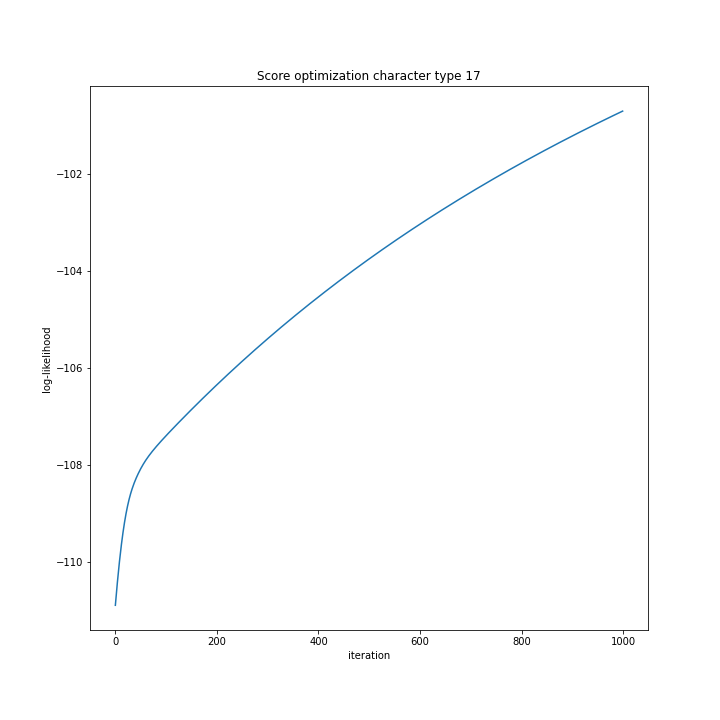 Score optimization character type 17
log-likelihood
−102
−104
−106
−108
−110
0 200 400 600 800 1000
iteration